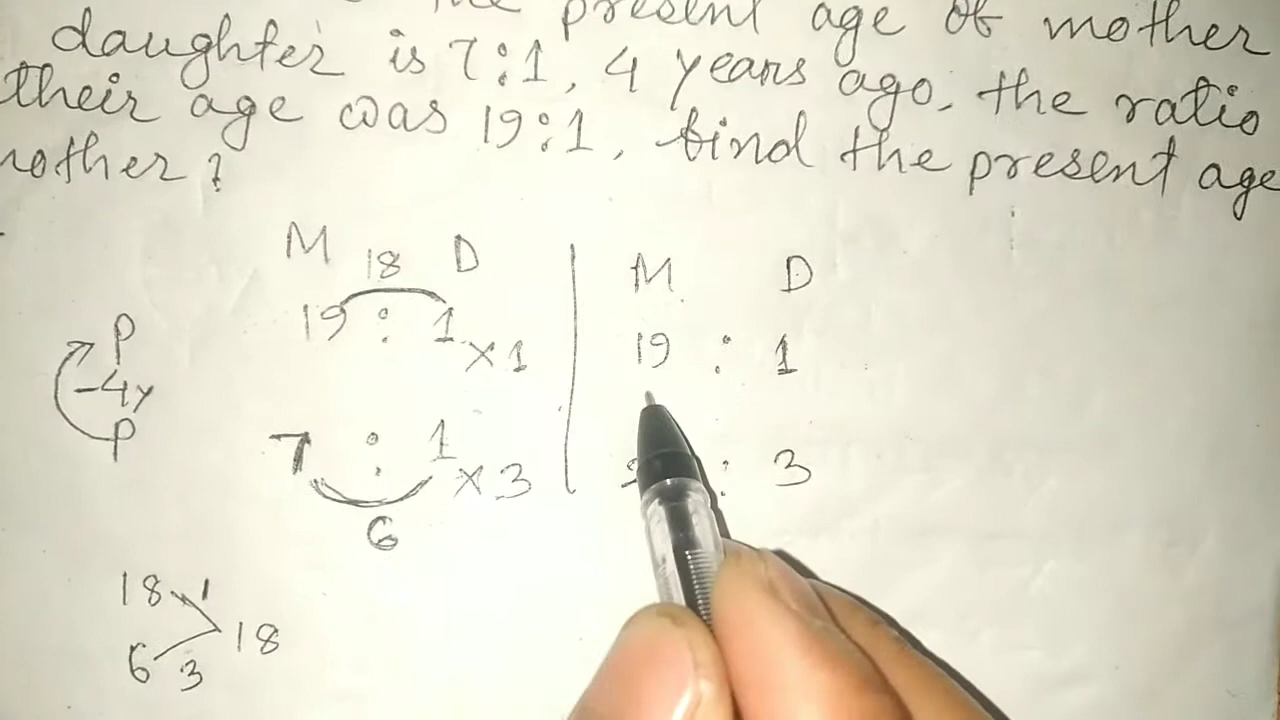 the present age of mother
daughter is 7:1, 4 years ago, the ratio
their age was 19:1, find the present age
mother?
M 18 D
19 : 1 ×1
P
-4y
P
7 : 1 ×3
6
18 1
6 3 18
M D
19 : 1
: 3